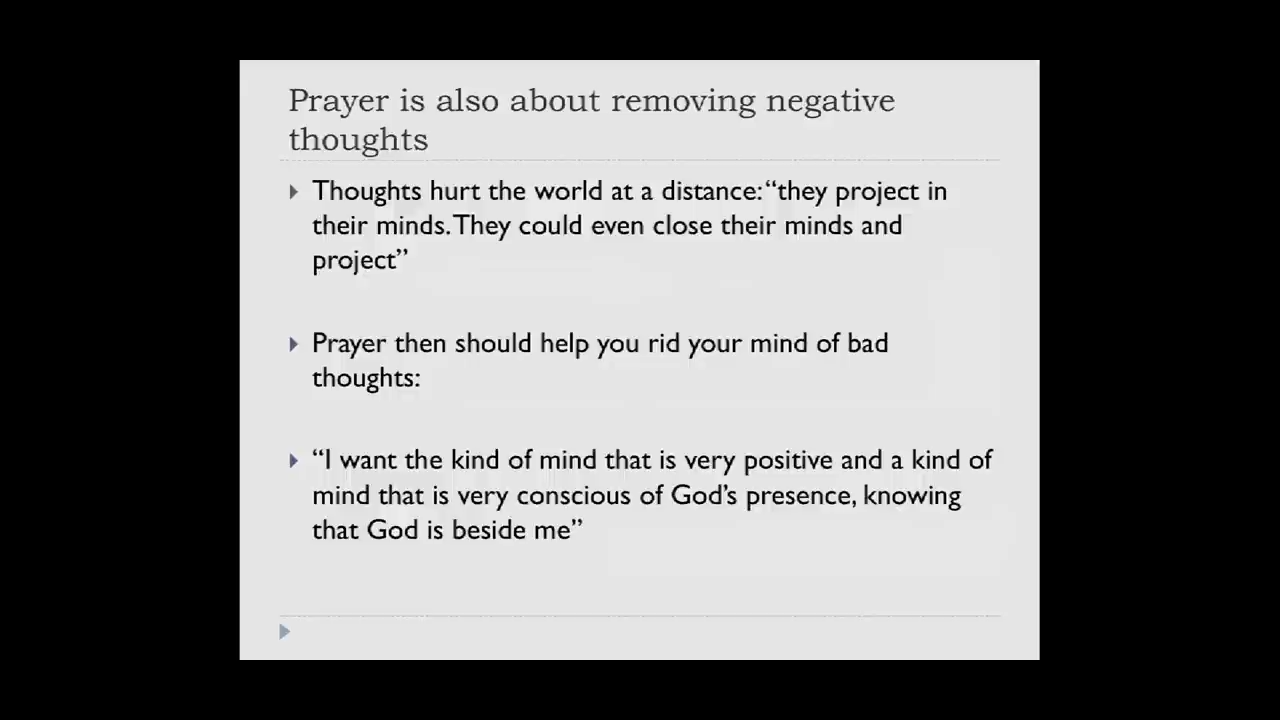 Prayer is also about removing negative
thoughts
Thoughts hurt the world at a distance:“they project in
their minds.They could even close their minds and
project”
Prayer then should help you rid your mind of bad
thoughts:
“I want the kind of mind that is very positive and a kind of
mind that is very conscious of God’s presence, knowing
that God is beside me”